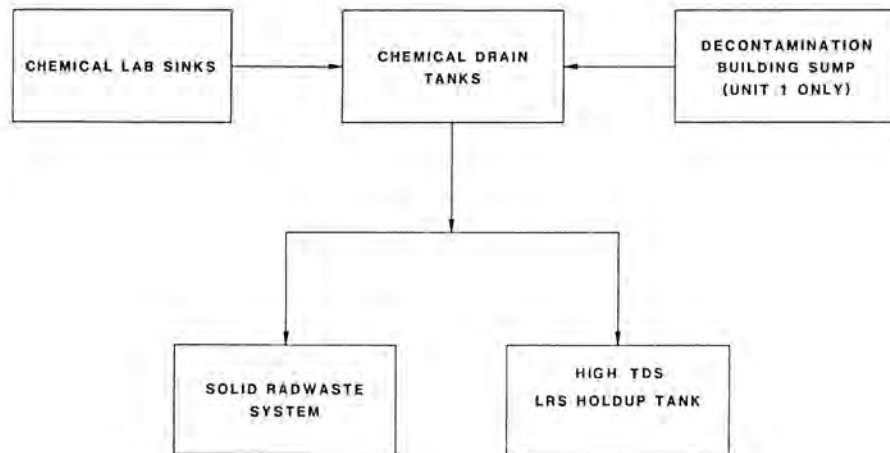 CHEMICAL LAB SINKS
CHEMICAL DRAIN
TANKS
DECONTAMINATION
BUILDING SUMP
(UNIT 1 ONLY)
SOLID RADWASTE
SYSTEM
HIGH TDS
LRS HOLDUP TANK